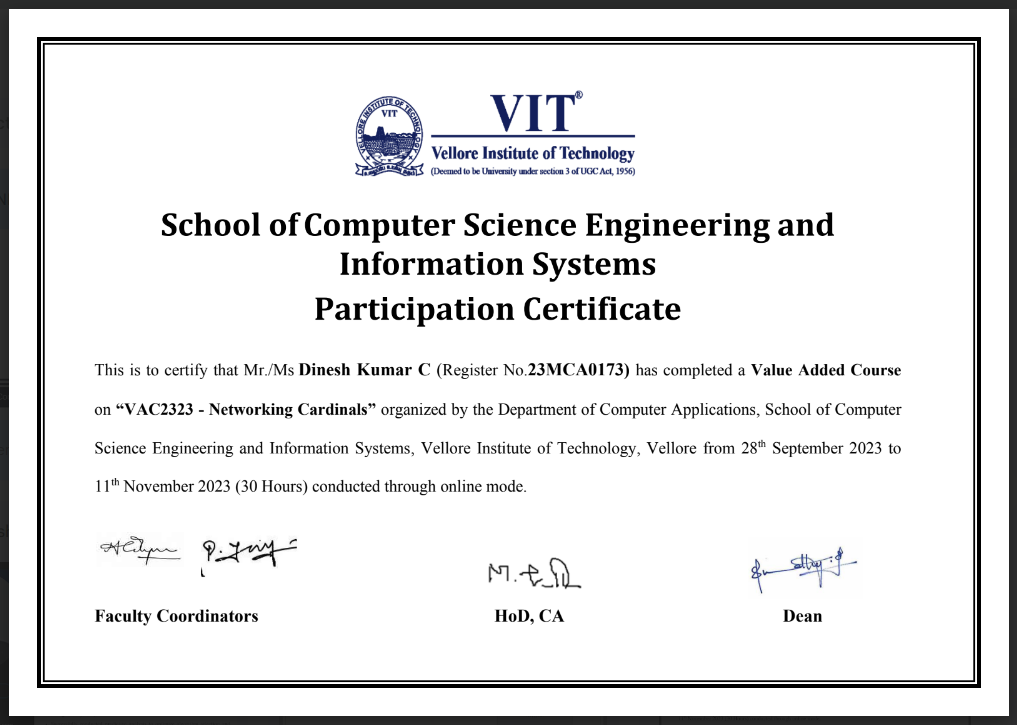 VELLORE INSTITUTE OF TECHNOLOGY
VIT
VIT®
Vellore Institute of Technology
(Deemed to be University under section 3 of UGC Act, 1956)
School of Computer Science Engineering and
Information Systems
Participation Certificate
This is to certify that Mr./Ms Dinesh Kumar C (Register No.23MCA0173) has completed a Value Added Course
on “VAC2323 - Networking Cardinals” organized by the Department of Computer Applications, School of Computer
Science Engineering and Information Systems, Vellore Institute of Technology, Vellore from 28th September 2023 to
11th November 2023 (30 Hours) conducted through online mode.
Faculty Coordinators
HoD, CA
Dean